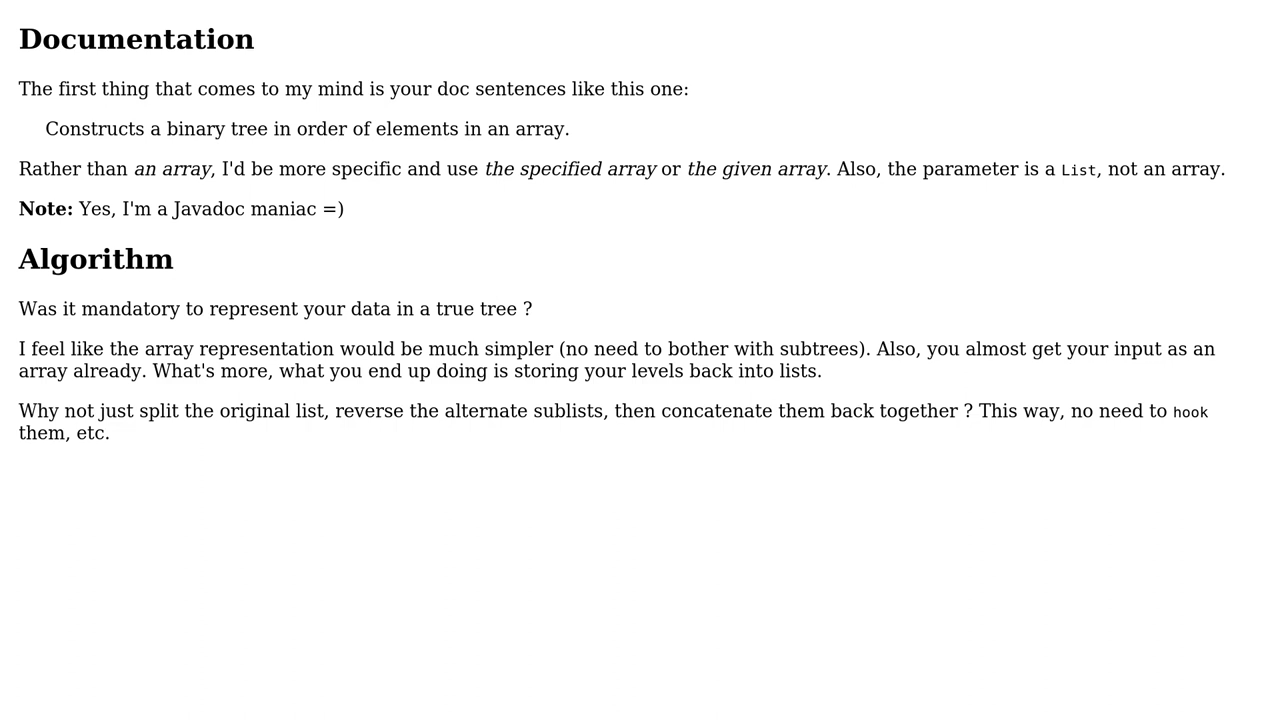 Documentation
The first thing that comes to my mind is your doc sentences like this one:
Constructs a binary tree in order of elements in an array.
Rather than an array, I'd be more specific and use the specified array or the given array. Also, the parameter is a List, not an array.
Note: Yes, I'm a Javadoc maniac =)
Algorithm
Was it mandatory to represent your data in a true tree ?
I feel like the array representation would be much simpler (no need to bother with subtrees). Also, you almost get your input as an
array already. What's more, what you end up doing is storing your levels back into lists.
Why not just split the original list, reverse the alternate sublists, then concatenate them back together ? This way, no need to hook
them, etc.